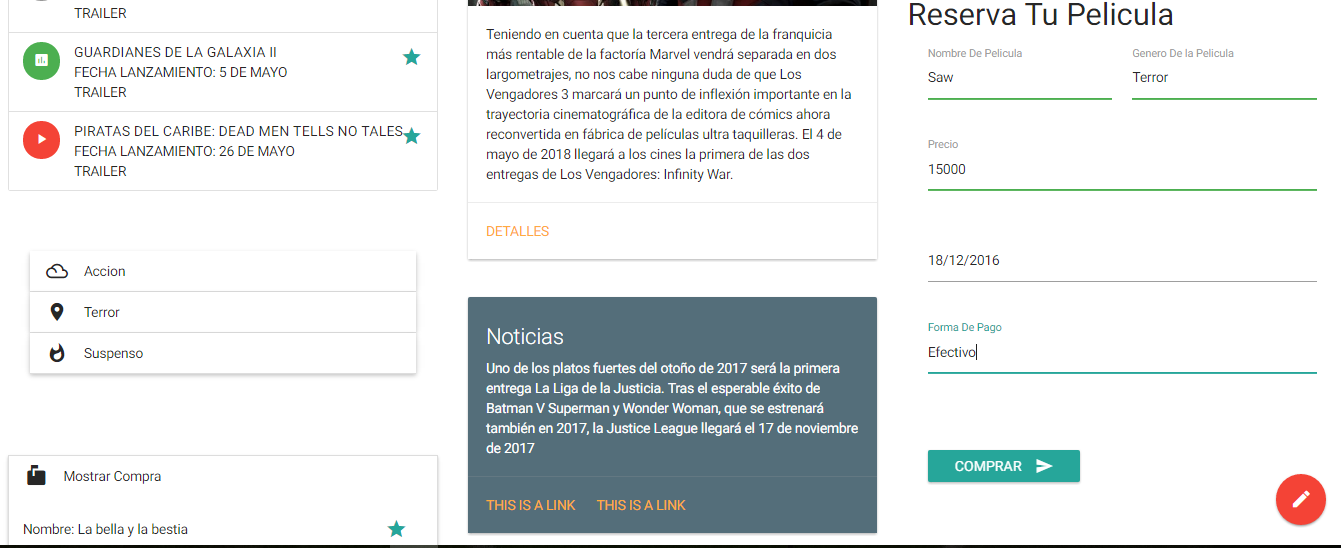 TRAILER
GUARDIANES DE LA GALAXIA II
FECHA LANZAMIENTO: 5 DE MAYO
TRAILER
PIRATAS DEL CARIBE: DEAD MEN TELLS NO TALES
FECHA LANZAMIENTO: 26 DE MAYO
TRAILER
Accion
Terror
Suspenso
Mostrar Compra
Nombre: La bella y la bestia
Teniendo en cuenta que la tercera entrega de la franquicia
más rentable de la factoría Marvel vendrá separada en dos
largometrajes, no nos cabe ninguna duda de que Los
Vengadores 3 marcará un punto de inflexión importante en la
trayectoria cinematográfica de la editora de cómics ahora
reconvertida en fábrica de películas ultra taquilleras. El 4 de
mayo de 2018 llegará a los cines la primera de las dos
entregas de Los Vengadores: Infinity War.
DETALLES
Noticias
Uno de los platos fuertes del otoño de 2017 será la primera
entrega La Liga de la Justicia. Tras el esperable éxito de
Batman V Superman y Wonder Woman, que se estrenará
también en 2017, la Justice League llegará el 17 de noviembre
de 2017
THIS IS A LINK THIS IS A LINK
Reserva Tu Pelicula
Nombre De Pelicula Genero De la Pelicula
Saw Terror
Precio
15000
18/12/2016
Forma De Pago
Efectivo
COMPRAR